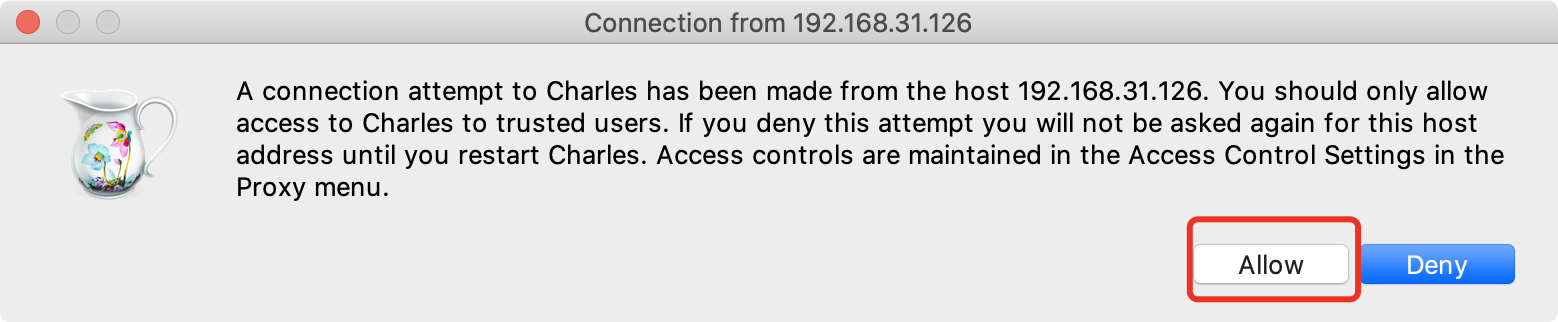 Connection from 192.168.31.126
A connection attempt to Charles has been made from the host 192.168.31.126. You should only allow
access to Charles to trusted users. If you deny this attempt you will not be asked again for this host
address until you restart Charles. Access controls are maintained in the Access Control Settings in the
Proxy menu.
Allow
Deny